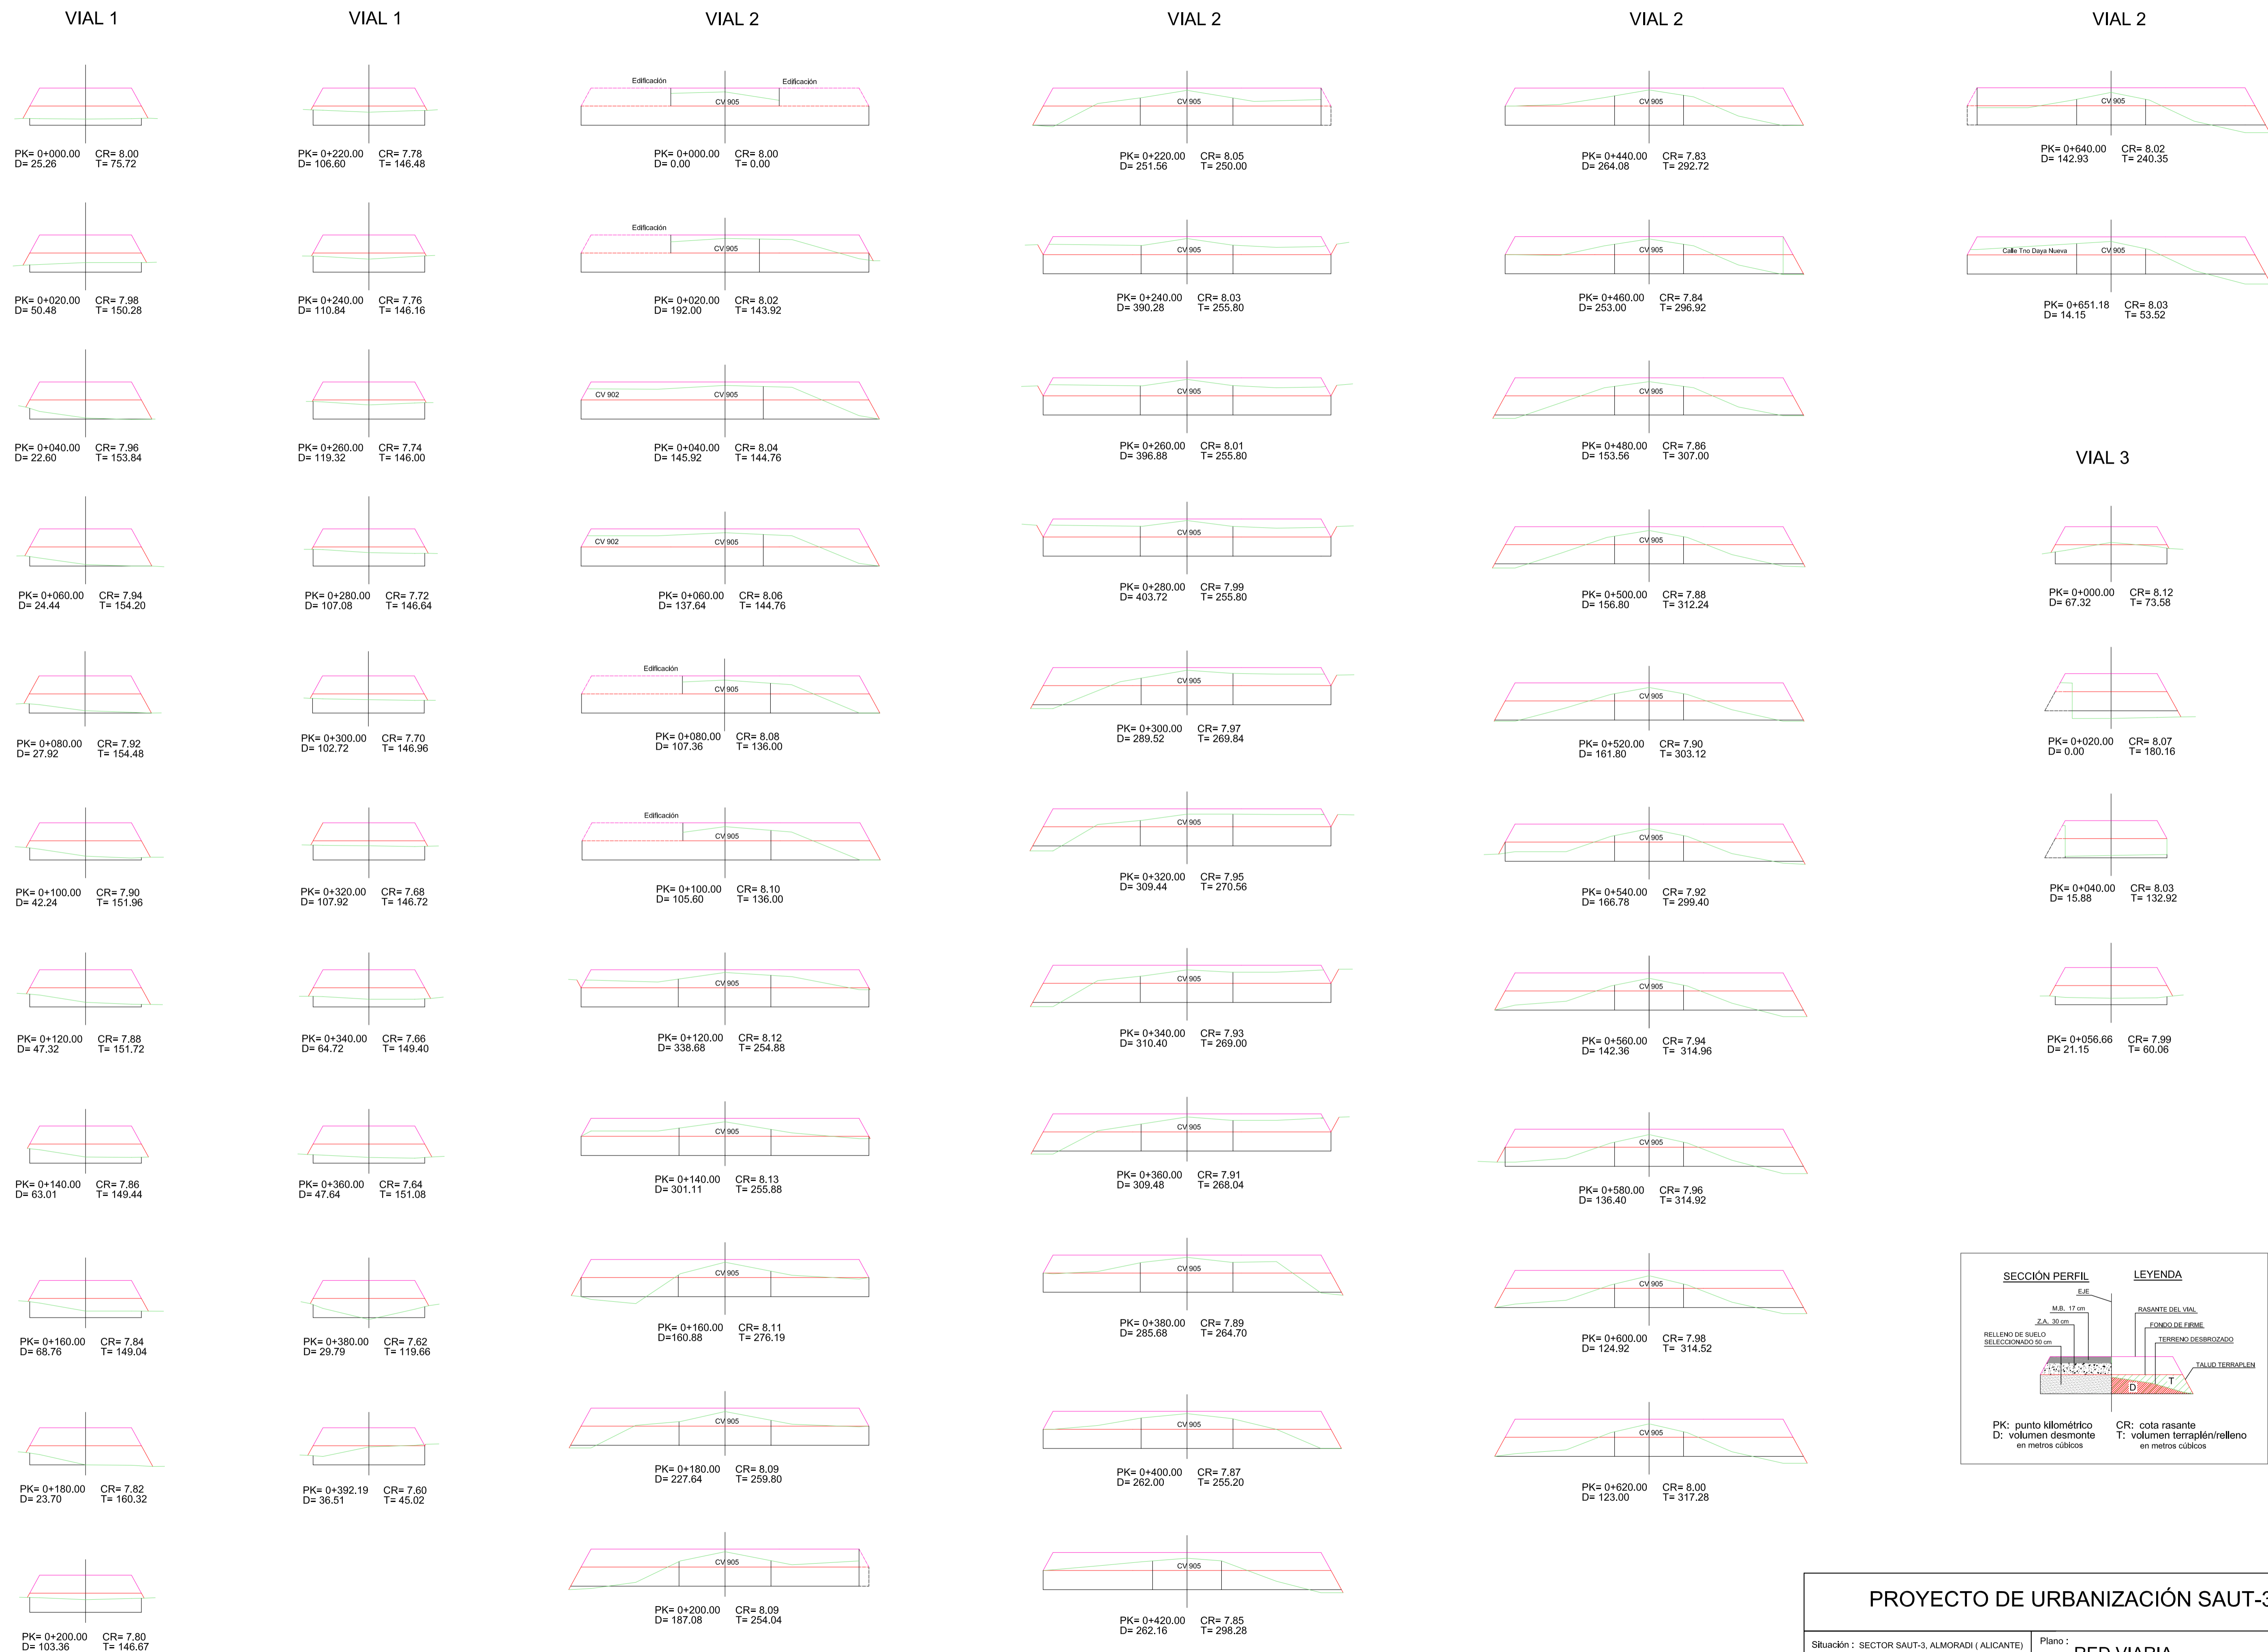 VIAL 1
PK= 0+000.00 CR= 8.00
D= 25.26 T= 75.72
PK= 0+020.00 CR= 7.98
D= 50.48 T= 150.28
PK= 0+040.00 CR= 7.96
D= 22.60 T= 153.84
PK= 0+060.00 CR= 7.94
D= 24.44 T= 154.20
PK= 0+080.00 CR= 7.92
D= 27.92 T= 154.48
PK= 0+100.00 CR= 7.90
D= 42.24 T= 151.96
PK= 0+120.00 CR= 7.88
D= 47.32 T= 151.72
PK= 0+140.00 CR= 7.86
D= 63.01 T= 149.44
PK= 0+160.00 CR= 7.84
D= 68.76 T= 149.04
PK= 0+180.00 CR= 7.82
D= 23.70 T= 160.32
PK= 0+200.00 CR= 7.80
D= 103.36 T= 146.67
VIAL 1
PK= 0+220.00 CR= 7.78
D= 106.60 T= 146.48
PK= 0+240.00 CR= 7.76
D= 110.84 T= 146.16
PK= 0+260.00 CR= 7.74
D= 119.32 T= 146.00
PK= 0+280.00 CR= 7.72
D= 107.08 T= 146.64
PK= 0+300.00 CR= 7.70
D= 102.72 T= 146.96
PK= 0+320.00 CR= 7.68
D= 107.92 T= 146.72
PK= 0+340.00 CR= 7.66
D= 64.72 T= 149.40
PK= 0+360.00 CR= 7.64
D= 47.64 T= 151.08
PK= 0+380.00 CR= 7.62
D= 29.79 T= 119.66
PK= 0+392.19 CR= 7.60
D= 36.51 T= 45.02
VIAL 2
Edificación Edificación
CV 905
PK= 0+000.00 CR= 8.00
D= 0.00 T= 0.00
Edificación
CV 905
PK= 0+020.00 CR= 8.02
D= 192.00 T= 143.92
CV 902 CV 905
PK= 0+040.00 CR= 8.04
D= 145.92 T= 144.76
CV 902 CV 905
PK= 0+060.00 CR= 8.06
D= 137.64 T= 144.76
Edificación
CV 905
PK= 0+080.00 CR= 8.08
D= 107.36 T= 136.00
Edificación
CV 905
PK= 0+100.00 CR= 8.10
D= 105.60 T= 136.00
CV 905
PK= 0+120.00 CR= 8.12
D= 338.68 T= 254.88
CV 905
PK= 0+140.00 CR= 8.13
D= 301.11 T= 255.88
CV 905
PK= 0+160.00 CR= 8.11
D=160.88 T= 276.19
CV 905
PK= 0+180.00 CR= 8.09
D= 227.64 T= 259.80
CV 905
PK= 0+200.00 CR= 8.09
D= 187.08 T= 254.04
VIAL 2
CV 905
PK= 0+220.00 CR= 8.05
D= 251.56 T= 250.00
CV 905
PK= 0+240.00 CR= 8.03
D= 390.28 T= 255.80
CV 905
PK= 0+260.00 CR= 8.01
D= 396.88 T= 255.80
CV 905
PK= 0+280.00 CR= 7.99
D= 403.72 T= 255.80
CV 905
PK= 0+300.00 CR= 7.97
D= 289.52 T= 269.84
CV 905
PK= 0+320.00 CR= 7.95
D= 309.44 T= 270.56
CV 905
PK= 0+340.00 CR= 7.93
D= 310.40 T= 269.00
CV 905
PK= 0+360.00 CR= 7.91
D= 309.48 T= 268.04
CV 905
PK= 0+380.00 CR= 7.89
D= 285.68 T= 264.70
CV 905
PK= 0+400.00 CR= 7.87
D= 262.00 T= 255.20
CV 905
PK= 0+420.00 CR= 7.85
D= 262.16 T= 298.28
VIAL 2
CV 905
PK= 0+440.00 CR= 7.83
D= 264.08 T= 292.72
CV 905
PK= 0+460.00 CR= 7.84
D= 253.00 T= 296.92
CV 905
PK= 0+480.00 CR= 7.86
D= 153.56 T= 307.00
CV 905
PK= 0+500.00 CR= 7.88
D= 156.80 T= 312.24
CV 905
PK= 0+520.00 CR= 7.90
D= 161.80 T= 303.12
CV 905
PK= 0+540.00 CR= 7.92
D= 166.78 T= 299.40
CV 905
PK= 0+560.00 CR= 7.94
D= 142.36 T= 314.96
CV 905
PK= 0+580.00 CR= 7.96
D= 136.40 T= 314.92
CV 905
PK= 0+600.00 CR= 7.98
D= 124.92 T= 314.52
CV 905
PK= 0+620.00 CR= 8.00
D= 123.00 T= 317.28
VIAL 2
CV 905
PK= 0+640.00 CR= 8.02
D= 142.93 T= 240.35
Calle Tno Daya Nueva CV 905
PK= 0+651.18 CR= 8.03
D= 14.15 T= 53.52
VIAL 3
PK= 0+000.00 CR= 8.12
D= 67.32 T= 73.58
PK= 0+020.00 CR= 8.07
D= 0.00 T= 180.16
PK= 0+040.00 CR= 8.03
D= 15.88 T= 132.92
PK= 0+056.66 CR= 7.99
D= 21.15 T= 60.06
SECCIÓN PERFIL LEYENDA
EJE
M.B. 17 cm RASANTE DEL VIAL
Z.A. 30 cm FONDO DE FIRME
RELLENO DE SUELO TERRENO DESBROZADO
SELECCIONADO 50 cm
TALUD TERRAPLEN
D T
PK: punto kilométrico CR: cota rasante
D: volumen desmonte T: volumen terraplén/relleno
en metros cúbicos en metros cúbicos
PROYECTO DE URBANIZACIÓN SAUT-3
Situación : SECTOR SAUT-3, ALMORADI ( ALICANTE) Plano :
RED VIARIA